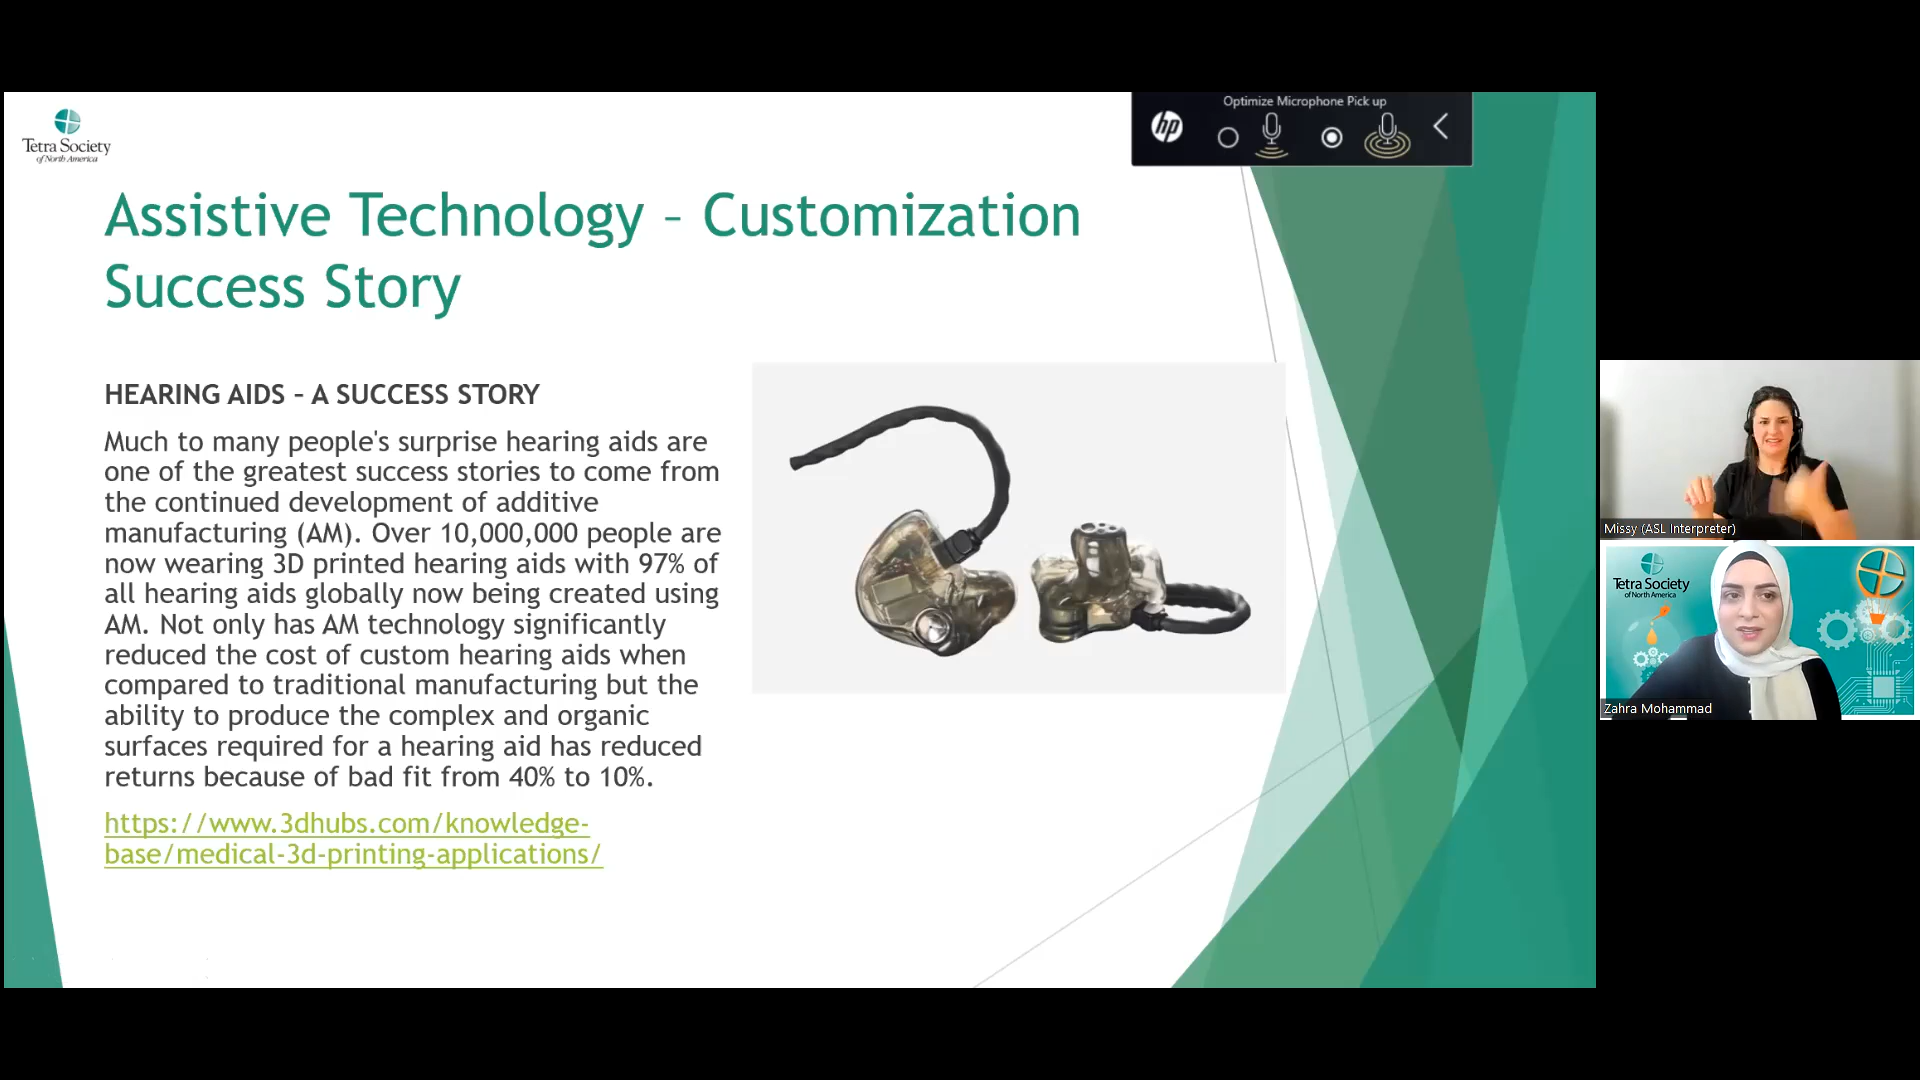 Tetra Society
of North America
Optimize Microphone Pick up
hp
Assistive Technology – Customization
Success Story
HEARING AIDS – A SUCCESS STORY
Much to many people's surprise hearing aids are
one of the greatest success stories to come from
the continued development of additive
manufacturing (AM). Over 10,000,000 people are
now wearing 3D printed hearing aids with 97% of
all hearing aids globally now being created using
AM. Not only has AM technology significantly
reduced the cost of custom hearing aids when
compared to traditional manufacturing but the
ability to produce the complex and organic
surfaces required for a hearing aid has reduced
returns because of bad fit from 40% to 10%.
https://www.3dhubs.com/knowledge-
base/medical-3d-printing-applications/
Missy (ASL Interpreter)
Tetra Society
of North America
Zahra Mohammad